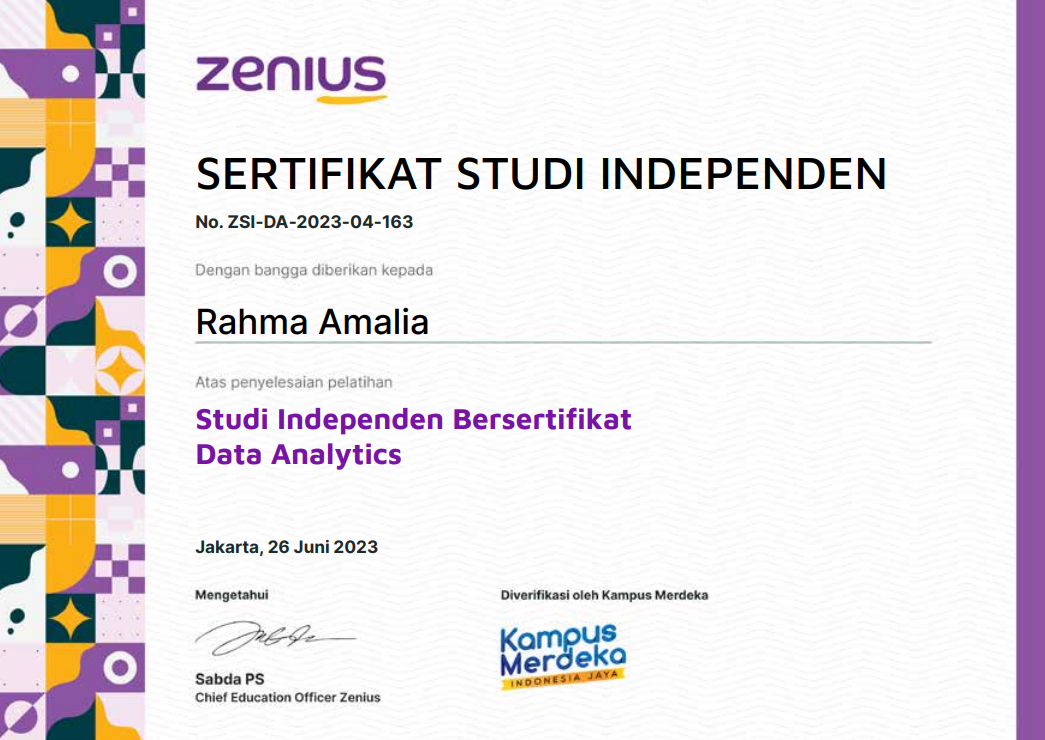 zenius
SERTIFIKAT STUDI INDEPENDEN
No. ZSI-DA-2023-04-163
Dengan bangga diberikan kepada
Rahma Amalia
Atas penyelesaian pelatihan
Studi Independen Bersertifikat
Data Analytics
Jakarta, 26 Juni 2023
Mengetahui
Diverifikasi oleh Kampus Merdeka
Kampus
Merdeka
INDONESIA JAYA
Sabda PS
Chief Education Officer Zenius